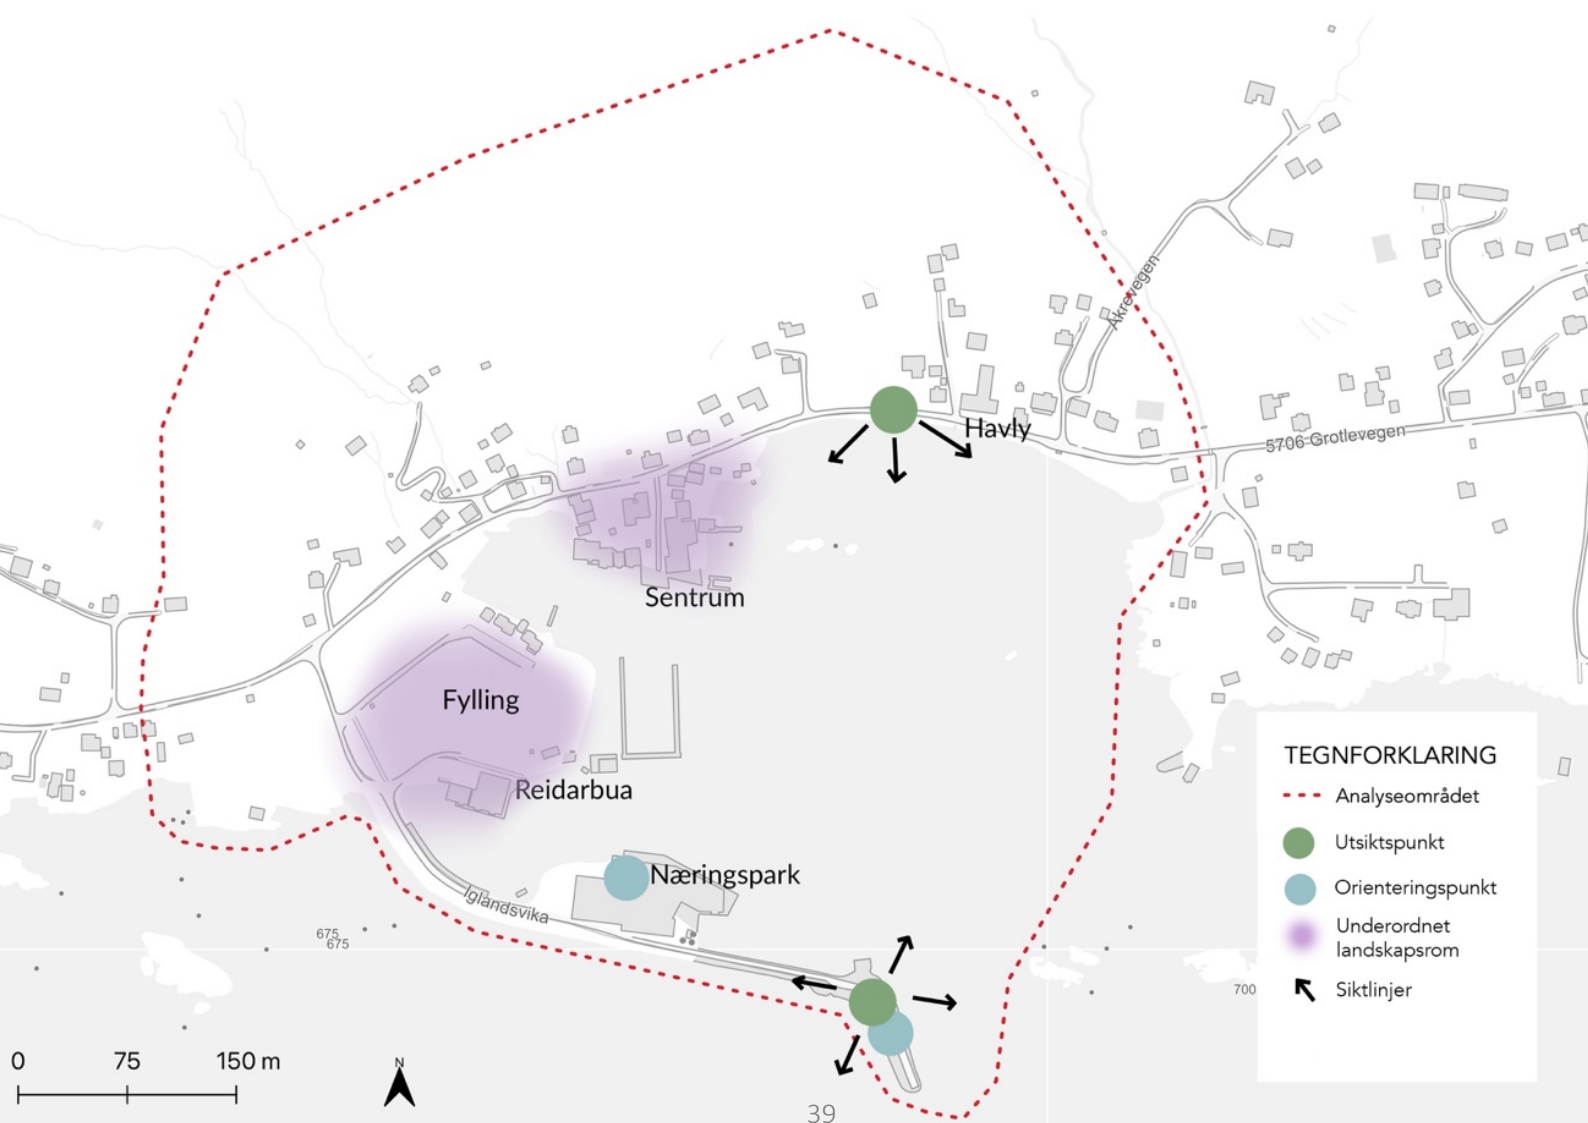 Åkrevegen
Havly
5706 Grotlevegen
Sentrum
Fylling
Reidarbua
Næringspark
Iglandsvika
675
675
700
TEGNFORKLARING
Analyseområdet
Utsiktspunkt
Orienteringspunkt
Underordnet
landskapsrom
Siktlinjer
0 75 150 m
N
39